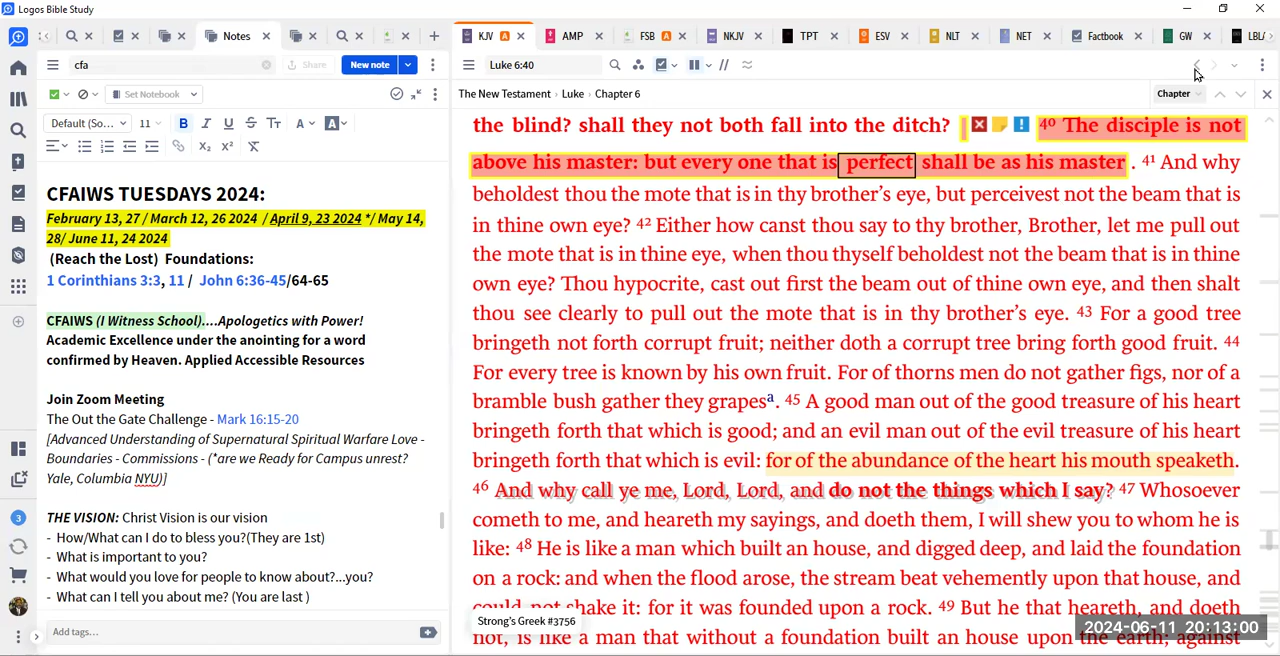 Logos Bible Study
Notes
KJV A AMP FSB A NKJV TPT ESV NLT NET Factbook GW LBLA
cfa Share New note
Luke 6:40
Set Notebook
The New Testament › Luke › Chapter 6 Chapter
Default (So... 11
CFAIWS TUESDAYS 2024:
February 13, 27 / March 12, 26 2024 / April 9, 23 2024 */ May 14,
28/ June 11, 24 2024
(Reach the Lost) Foundations:
1 Corinthians 3:3, 11 / John 6:36-45/64-65
CFAIWS (I Witness School)....Apologetics with Power!
Academic Excellence under the anointing for a word
confirmed by Heaven. Applied Accessible Resources
Join Zoom Meeting
The Out the Gate Challenge - Mark 16:15-20
[Advanced Understanding of Supernatural Spiritual Warfare Love -
Boundaries - Commissions - (*are we Ready for Campus unrest?
Yale, Columbia NYU)]
THE VISION: Christ Vision is our vision
- How/What can I do to bless you?(They are 1st)
- What is important to you?
- What would you love for people to know about?...you?
- What can I tell you about me? (You are last )
Add tags...
3
the blind? shall they not both fall into the ditch? 40 The disciple is not
above his master: but every one that is perfect shall be as his master . 41 And why
beholdest thou the mote that is in thy brother's eye, but perceivest not the beam that is
in thine own eye? 42 Either how canst thou say to thy brother, Brother, let me pull out
the mote that is in thine eye, when thou thyself beholdest not the beam that is in thine
own eye? Thou hypocrite, cast out first the beam out of thine own eye, and then shalt
thou see clearly to pull out the mote that is in thy brother's eye. 43 For a good tree
bringeth not forth corrupt fruit; neither doth a corrupt tree bring forth good fruit. 44
For every tree is known by his own fruit. For of thorns men do not gather figs, nor of a
bramble bush gather they grapesa. 45 A good man out of the good treasure of his heart
bringeth forth that which is good; and an evil man out of the evil treasure of his heart
bringeth forth that which is evil: for of the abundance of the heart his mouth speaketh.
46 And why call ye me, Lord, Lord, and do not the things which I say? 47 Whosoever
cometh to me, and heareth my sayings, and doeth them, I will shew you to whom he is
like: 48 He is like a man which built an house, and digged deep, and laid the foundation
on a rock: and when the flood arose, the stream beat vehemently upon that house, and
could not shake it: for it was founded upon a rock. 49 But he that heareth, and doeth
not, is like a man that without a foundation built an house upon the earth; against
Strong's Greek #3756
2024-06-11 20:13:00